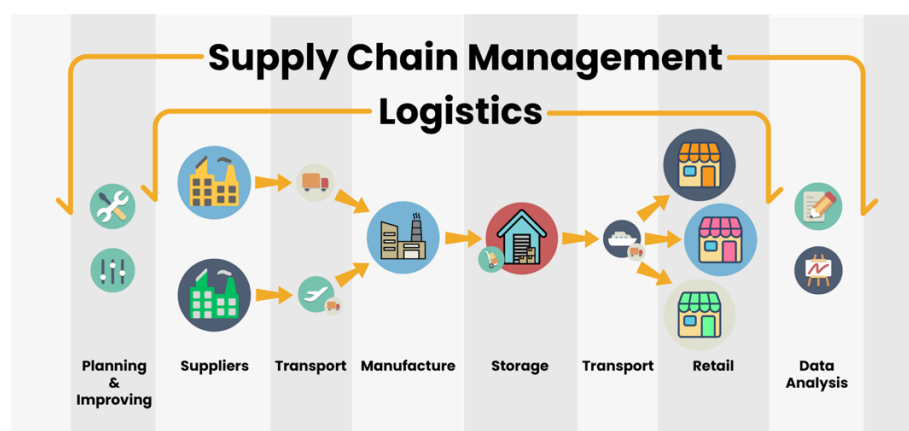 Supply Chain Management
Logistics
Planning
&
Improving
Suppliers
Transport
Manufacture
Storage
Transport
Retail
Data
Analysis